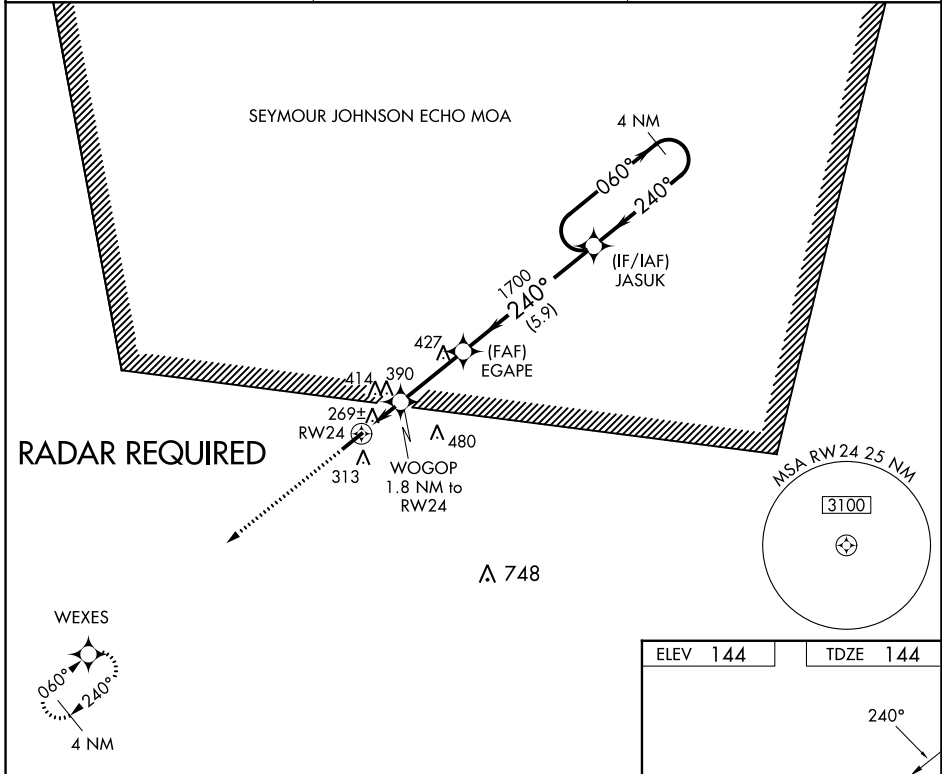 SEYMOUR JOHNSON ECHO MOA
4 NM
060°
240°
(IF/IAF)
JASUK
1700
240°
(5.9)
427
(FAF)
EGAPE
414
390
269±
RW24
480
313
WOGOP
1.8 NM to
RW24
RADAR REQUIRED
MSA RW24 25 NM
3100
748
WEXES
060°
240°
4 NM
ELEV 144
TDZE 144
240°